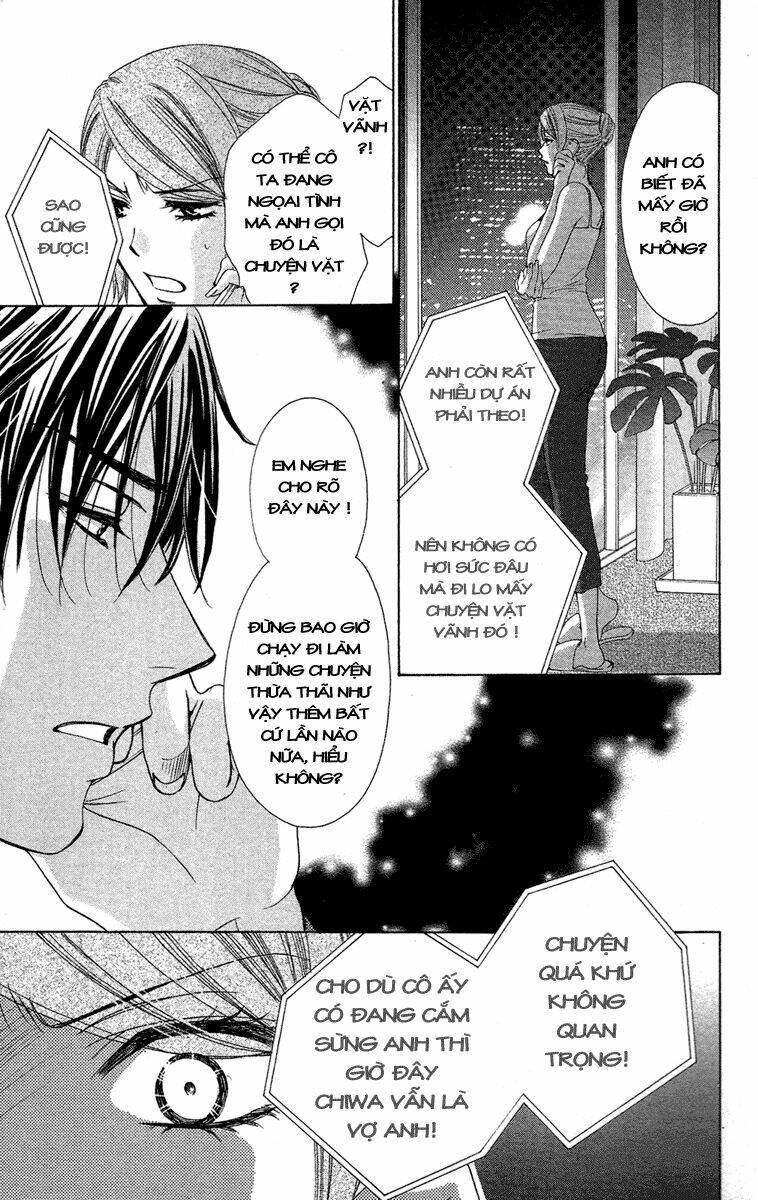 ANH CÓ
BIẾT ĐÃ
MẤY GIỜ
RỒI
KHÔNG?
ANH CÒN RẤT
NHIỀU DỰ ÁN
PHẢI THEO!
NÊN KHÔNG CÓ
HƠI SỨC ĐÂU
MÀ ĐI LO MẤY
CHUYỆN VẶT
VÃNH ĐÓ !
VẶT
VÃNH
?!
CÓ THỂ CÔ
TA ĐANG
NGOẠI TÌNH
MÀ ANH GỌI
ĐÓ LÀ
CHUYỆN VẶT
?
SAO
CŨNG
ĐƯỢC!
EM NGHE
CHO RÕ
ĐÂY NÀY !
ĐỪNG BAO GIỜ
CHẠY ĐI LÀM
NHỮNG CHUYỆN
THỪA THÃI NHƯ
VẬY THÊM BẤT
CỨ LẦN NÀO
NỮA, HIỂU
KHÔNG?
CHUYỆN
QUÁ KHỨ
KHÔNG
QUAN
TRỌNG!
CHO DÙ CÔ ẤY
CÓ ĐANG CẮM
SỪNG ANH THÌ
GIỜ ĐÂY
CHIWA VẪN LÀ
VỢ ANH!